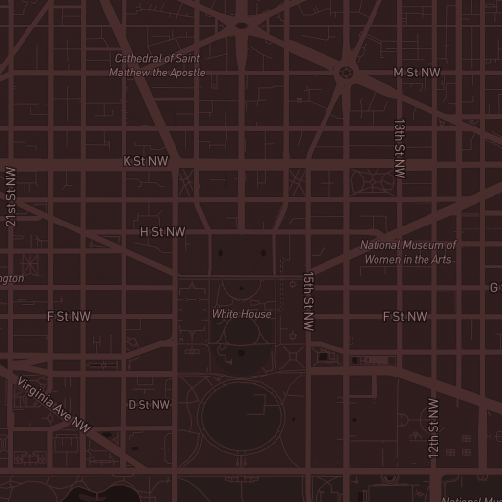 Cathedral of Saint
Matthew the Apostle
M St NW
13th St NW
K St NW
21st St NW
H St NW
National Museum of
Women in the Arts
ngton
G
15th St NW
F St NW
White House
F St NW
Virginia Ave NW
D St NW
12th St NW
National Mu